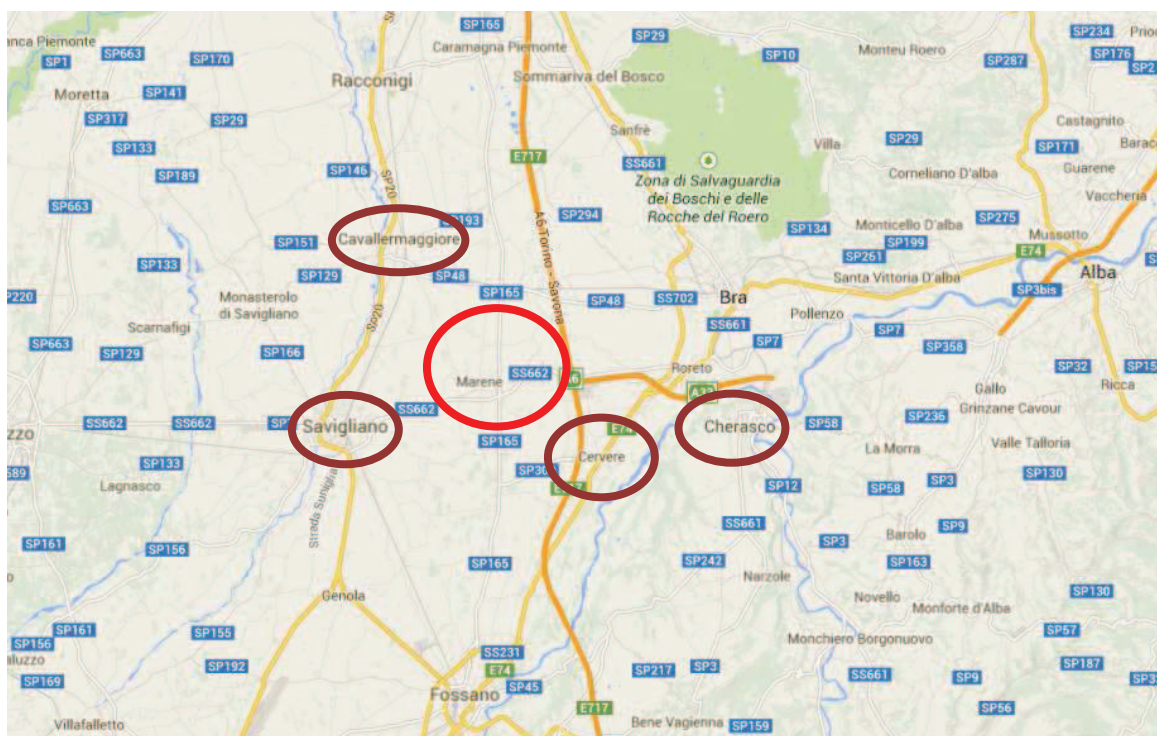 SP165
SP29
SP234
anca Piemonte
SP663
Caramagna Piemonte
SP10
Monteu Roero
SP176
SP1
SP170
Racconigi
Sommariva del Bosco
SP287
Moretta
SP141
SP317
SP29
Sanfrè
Castagnito
SP133
E717
SS661
Villa
SP29
SP171
Guarene
SP189
SP146
SP20
Zona di Salvaguardia
dei Boschi e delle
Rocche del Roero
Corneliano D'alba
Vaccheria
SP663
SP193
SP294
SP134
Monticello D'alba
SP275
Mussotto
SP151
Cavallermaggiore
A6 Torino - Savona
SP199
E74
SP133
SP129
SP48
SP261
Santa Vittoria D'alba
Alba
SP220
Monasterolo
di Savigliano
SP165
SP48
SS702
Bra
SP3bis
Scarnafigi
SP20
Pollenzo
SS661
SP7
SP663
SP129
SP166
SP7
SP358
Marene
SS662
Roreto
SP32
Gallo
Ricca
SS662
SS662
Savigliano
SS662
Cherasco
SP58
SP236
Grinzane Cavour
SP165
E74
La Morra
Valle Talloria
SP133
Cervere
SP130
Lagnasco
SP12
SP58
SP3
SS661
SP9
SP161
SP156
SP3
Barolo
SP165
SP242
SP163
Genola
Narzole
Novello
SP130
Monforte d'Alba
SP161
SP155
SP57
SP156
Monchiero Borgonuovo
SS231
SP192
E74
SP217
SP3
SS661
SP187
SP169
SP45
SP9
Fossano
E717
SP56
Villafalletto
Bene Vagienna
SP159